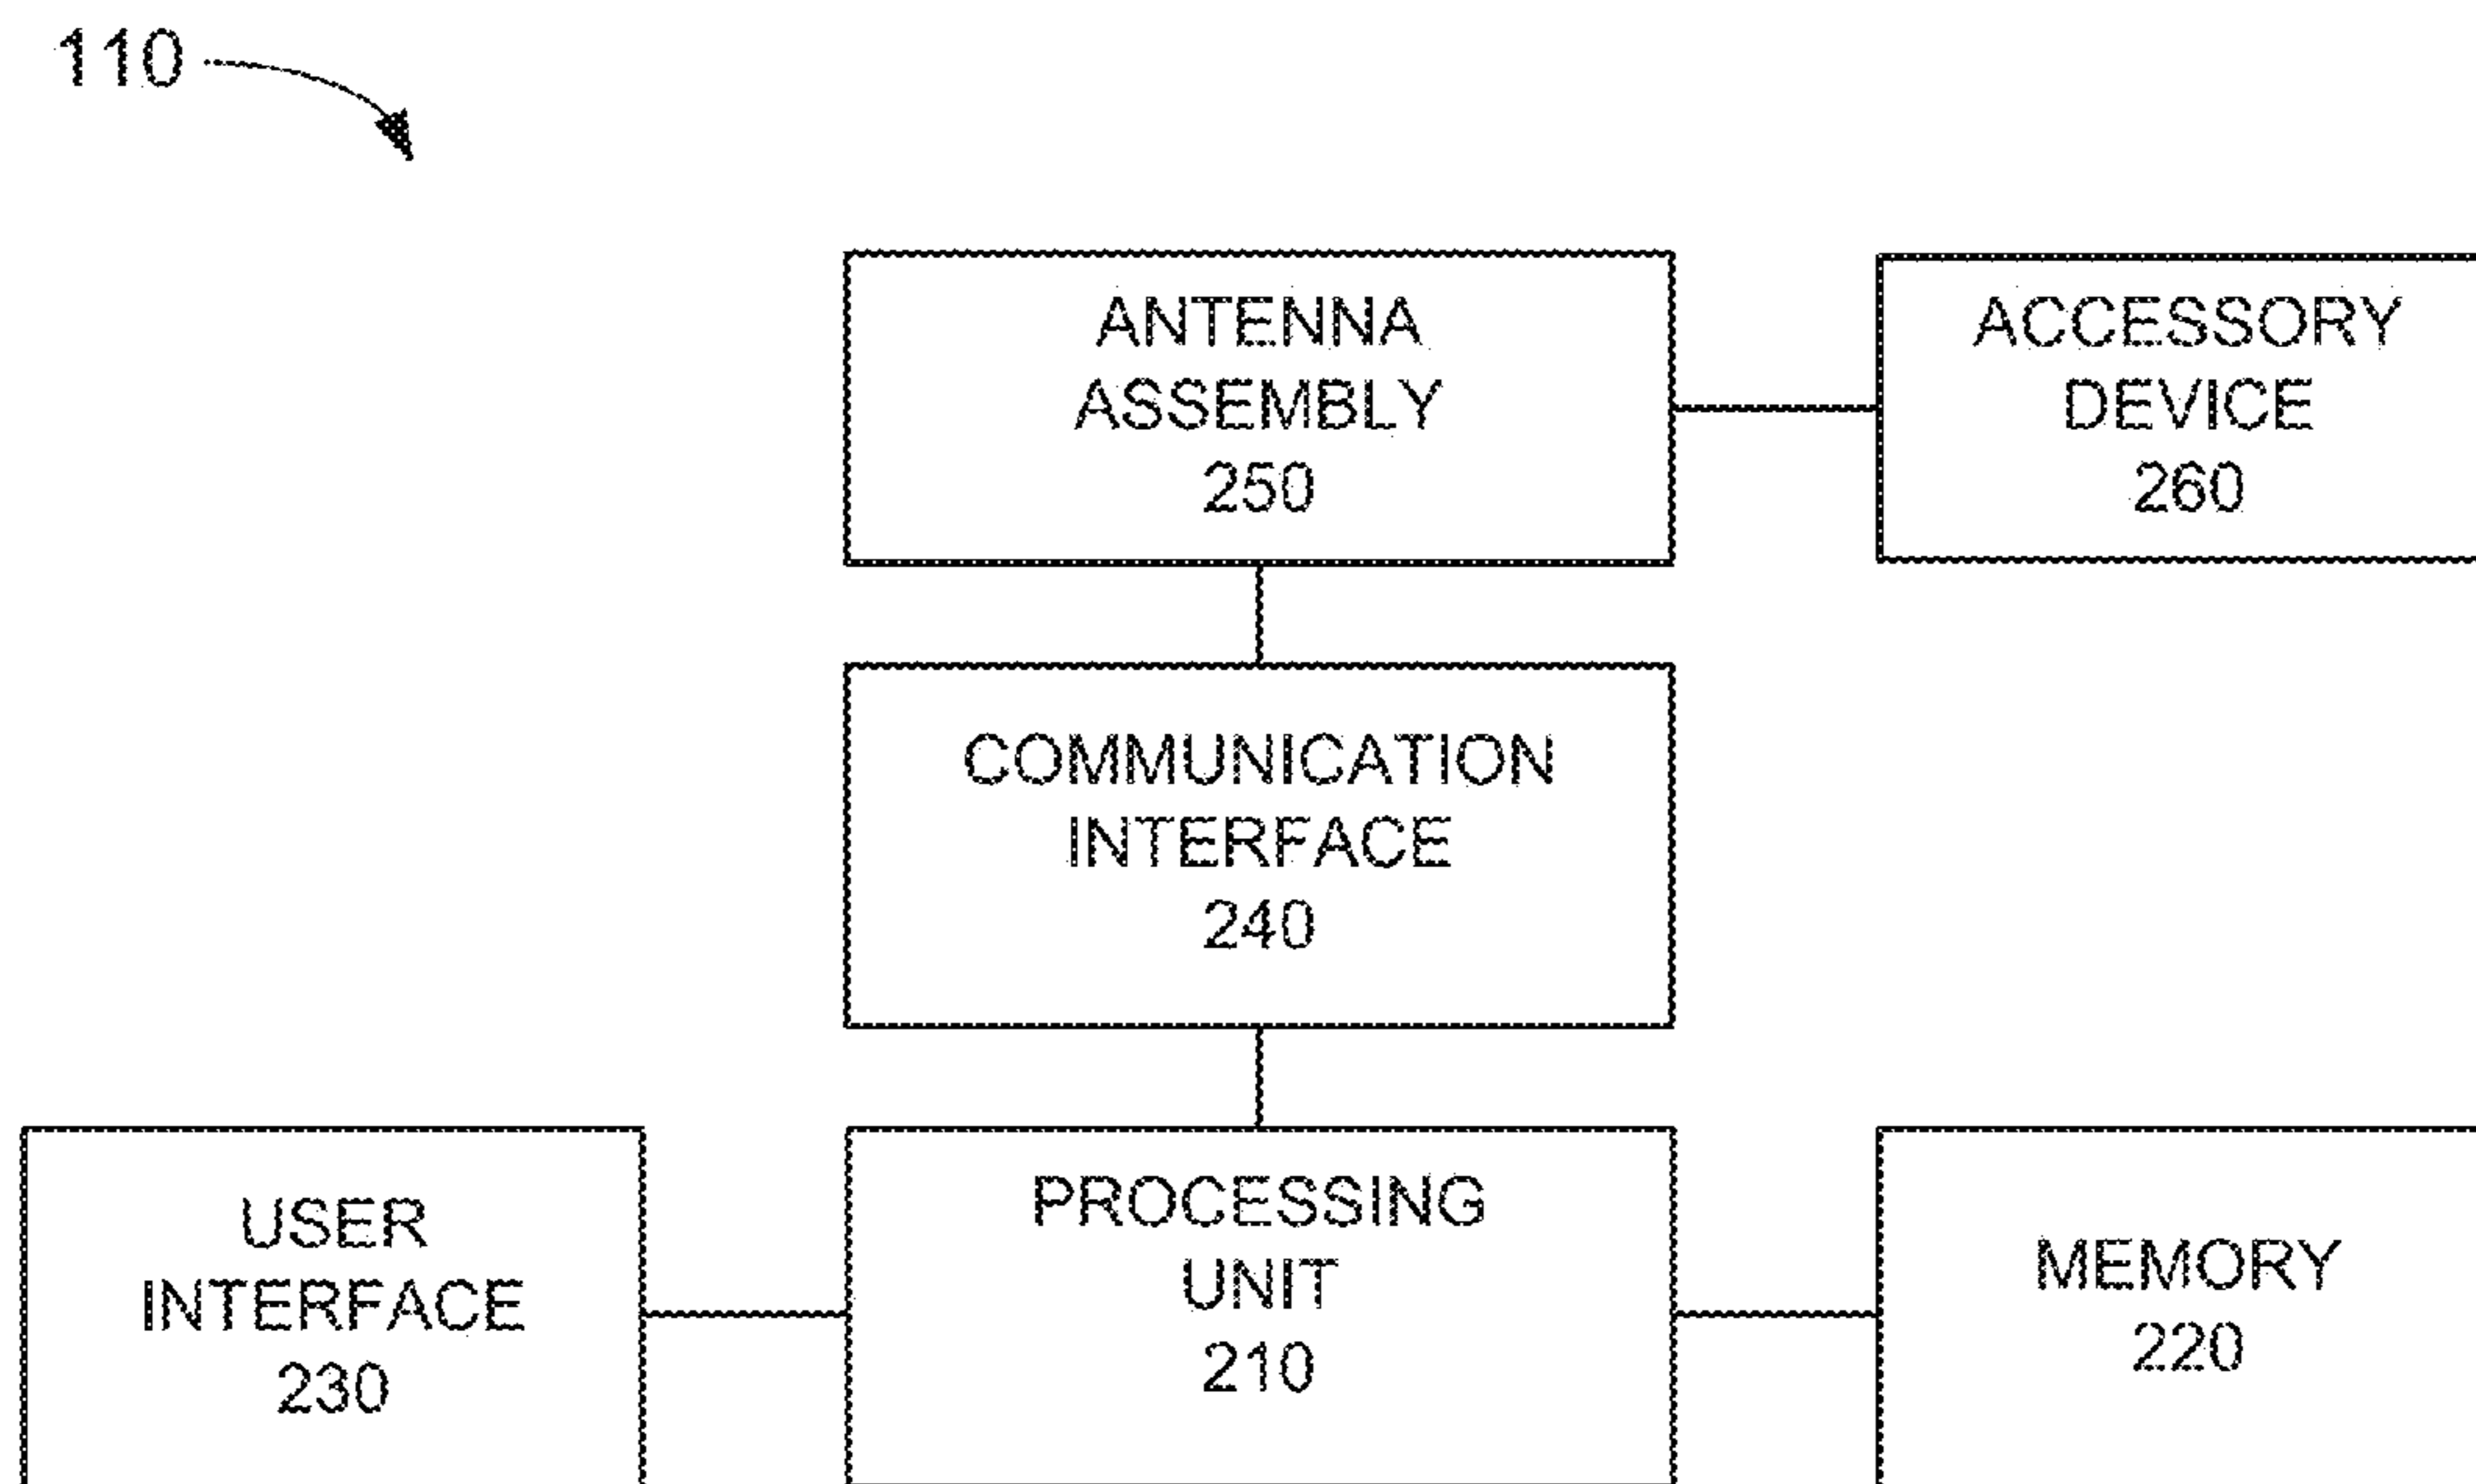 110
ANTENNA
ASSEMBLY
250
ACCESSORY
DEVICE
260
COMMUNICATION
INTERFACE
240
USER
INTERFACE
230
PROCESSING
UNIT
210
MEMORY
220